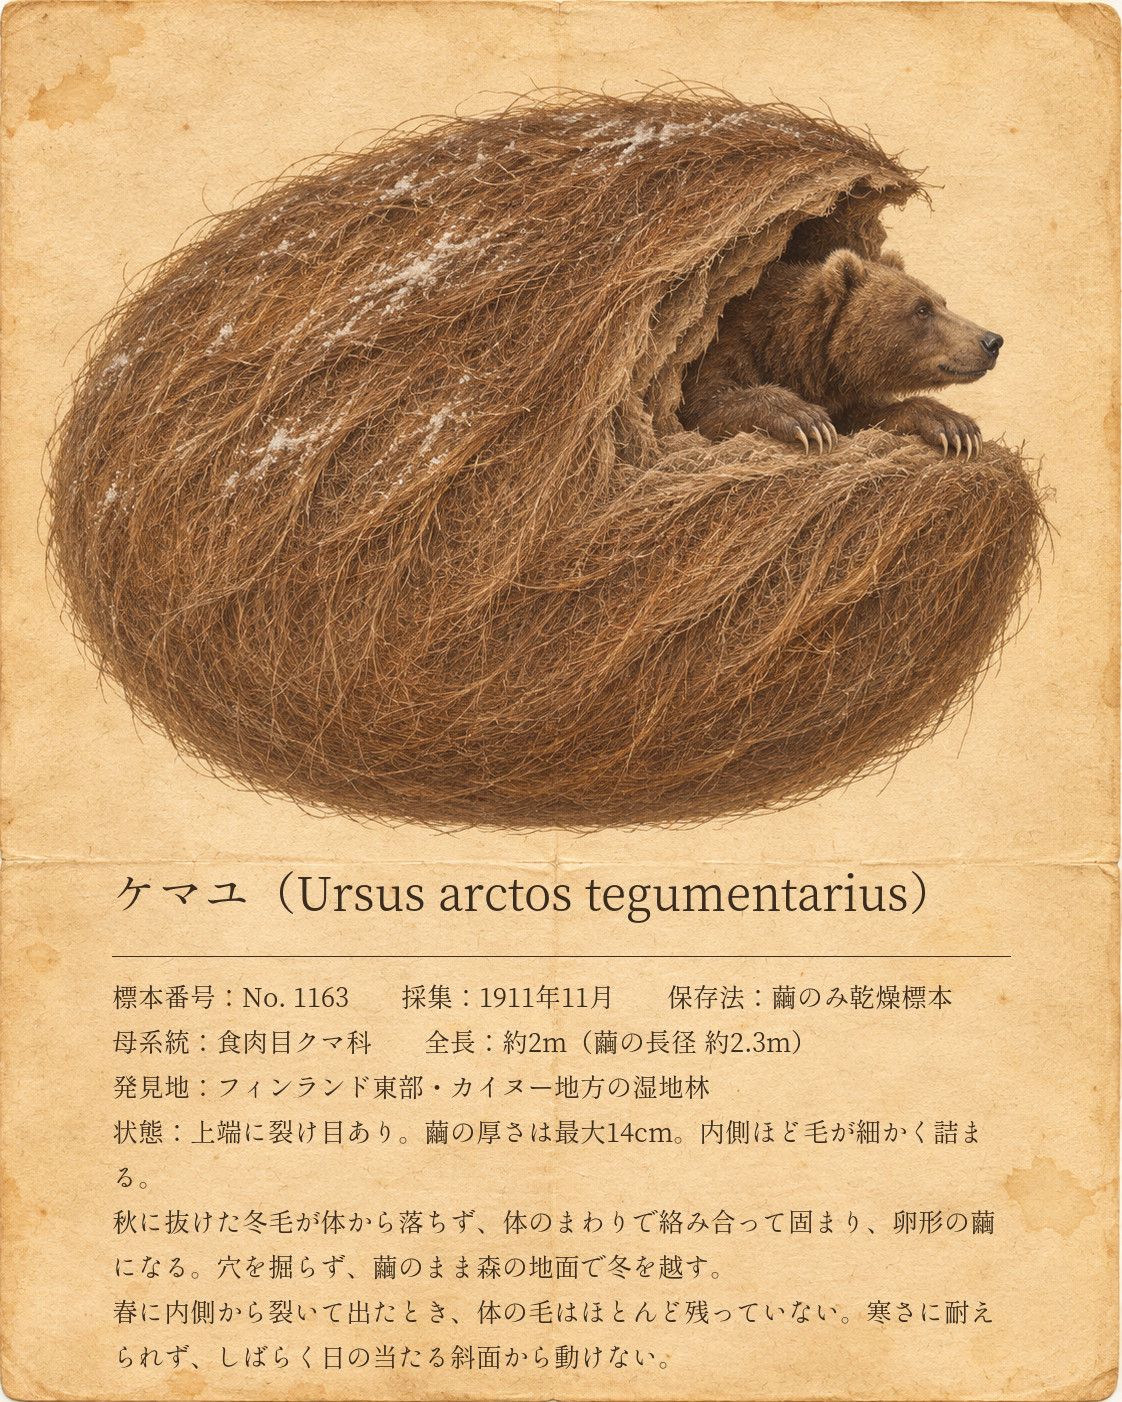 ケマユ（Ursus arctos tegumentarius）
標本番号：No. 1163　　採集：1911年11月　　保存法：繭のみ乾燥標本
母系統：食肉目クマ科　　全長：約2m（繭の長径 約2.3m）
発見地：フィンランド東部・カイヌー地方の湿地林
状態：上端に裂け目あり。繭の厚さは最大14cm。内側ほど毛が細かく詰ま
る。
秋に抜けた冬毛が体から落ちず、体のまわりで絡み合って固まり、卵形の繭
になる。穴を掘らず、繭のまま森の地面で冬を越す。
春に内側から裂いて出たとき、体の毛はほとんど残っていない。寒さに耐え
られず、しばらく日の当たる斜面から動けない。